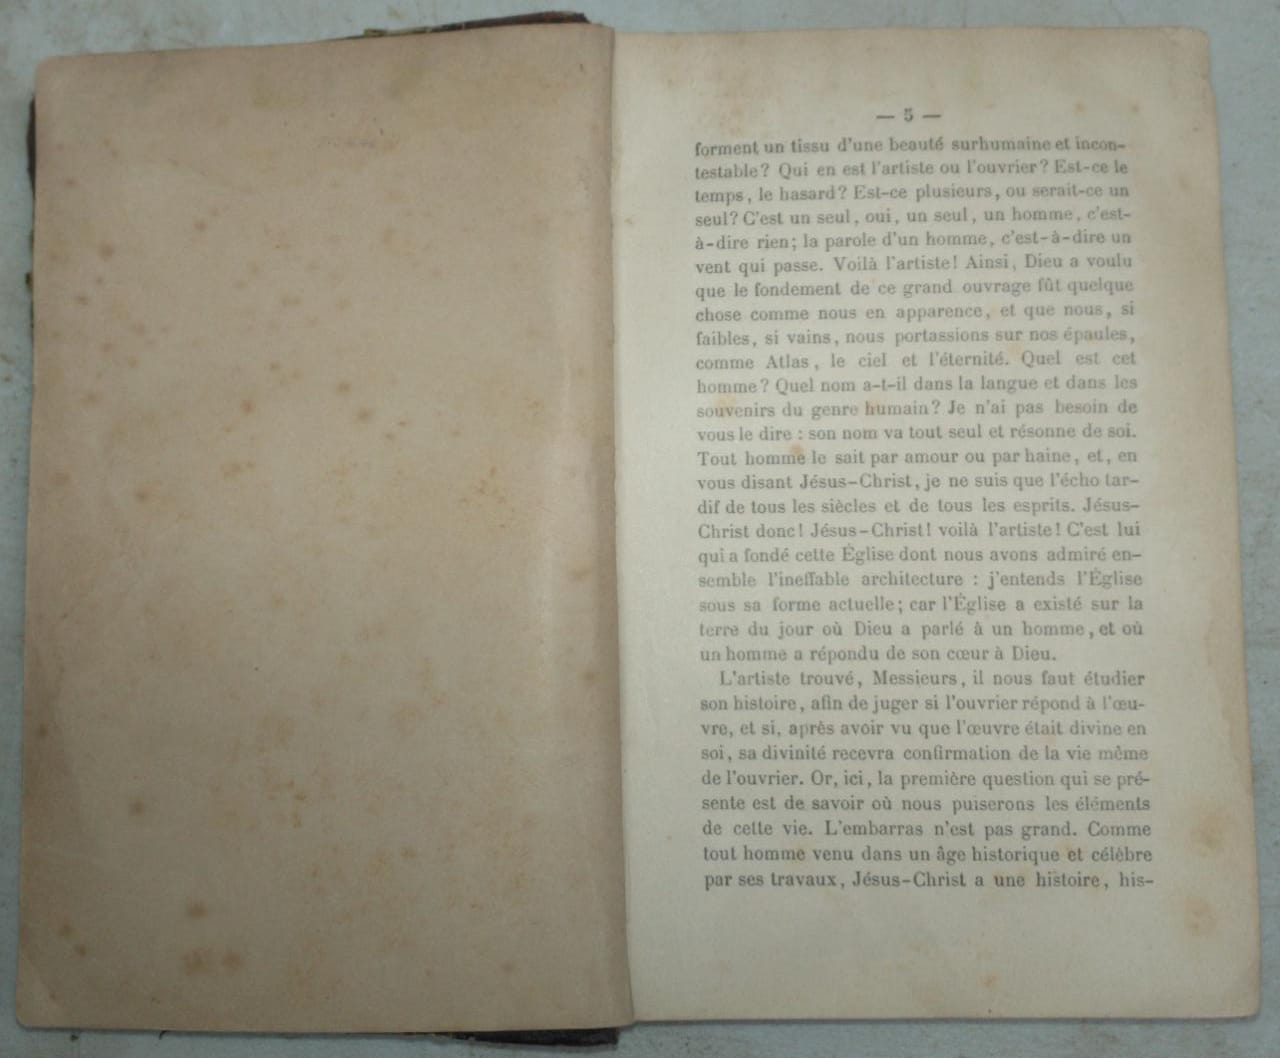 — 5 —
forment un tissu d'une beauté surhumaine et incon-
testable? Qui en est l'artiste ou l'ouvrier? Est-ce le
temps, le hasard? Est-ce plusieurs, ou serait-ce un
seul? C'est un seul, oui, un seul, un homme, c'est-
à-dire rien; la parole d'un homme, c'est-à-dire un
vent qui passe. Voilà l'artiste! Ainsi, Dieu a voulu
que le fondement de ce grand ouvrage fût quelque
chose comme nous en apparence, et que nous, si
faibles, si vains, nous portassions sur nos épaules,
comme Atlas, le ciel et l'éternité. Quel est cet
homme? Quel nom a-t-il dans la langue et dans les
souvenirs du genre humain? Je n'ai pas besoin de
vous le dire : son nom va tout seul et résonne de soi.
Tout homme le sait par amour ou par haine, et, en
vous disant Jésus-Christ, je ne suis que l'écho tar-
dif de tous les siècles et de tous les esprits. Jésus-
Christ donc! Jésus-Christ! voilà l'artiste! C'est lui
qui a fondé cette Église dont nous avons admiré en-
semble l'ineffable architecture : j'entends l'Église
sous sa forme actuelle; car l'Église a existé sur la
terre du jour où Dieu a parlé à un homme, et où
un homme a répondu de son cœur à Dieu.
L'artiste trouvé, Messieurs, il nous faut étudier
son histoire, afin de juger si l'ouvrier répond à l'œu-
vre, et si, après avoir vu que l'œuvre était divine en
soi, sa divinité recevra confirmation de la vie même
de l'ouvrier. Or, ici, la première question qui se pré-
sente est de savoir où nous puiserons les éléments
de cette vie. L'embarras n'est pas grand. Comme
tout homme venu dans un âge historique et célèbre
par ses travaux, Jésus-Christ a une histoire, his-